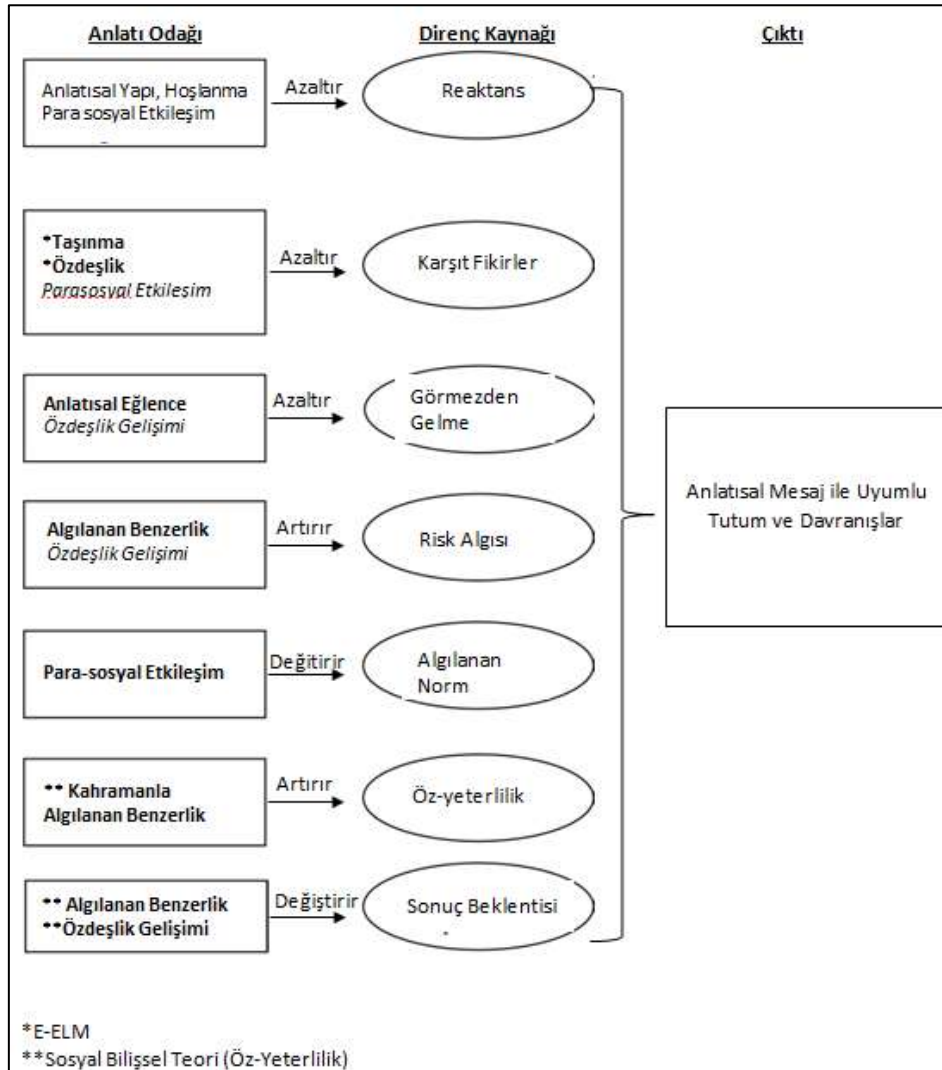 Anlatı Odağı Direnç Kaynağı Çıktı
Anlatısal Yapı, Hoşlanma
Para sosyal Etkileşim
Azaltır
Reaktans
*Taşınma
*Özdeşlik
Parasosyal Etkileşim
Azaltır
Karşıt Fikirler
Anlatısal Eğlence
Özdeşlik Gelişimi
Azaltır
Görmezden
Gelme
Algılanan Benzerlik
Özdeşlik Gelişimi
Artırır
Risk Algısı
Para-sosyal Etkileşim
Değitirir
Algılanan
Norm
** Kahramanla
Algılanan Benzerlik
Artırır
Öz-yeterlilik
** Algılanan Benzerlik
**Özdeşlik Gelişimi
Değiştirir
Sonuç Beklentisi
Anlatısal Mesaj ile Uyumlu
Tutum ve Davranışlar
*E-ELM
**Sosyal Bilişsel Teori (Öz-Yeterlilik)